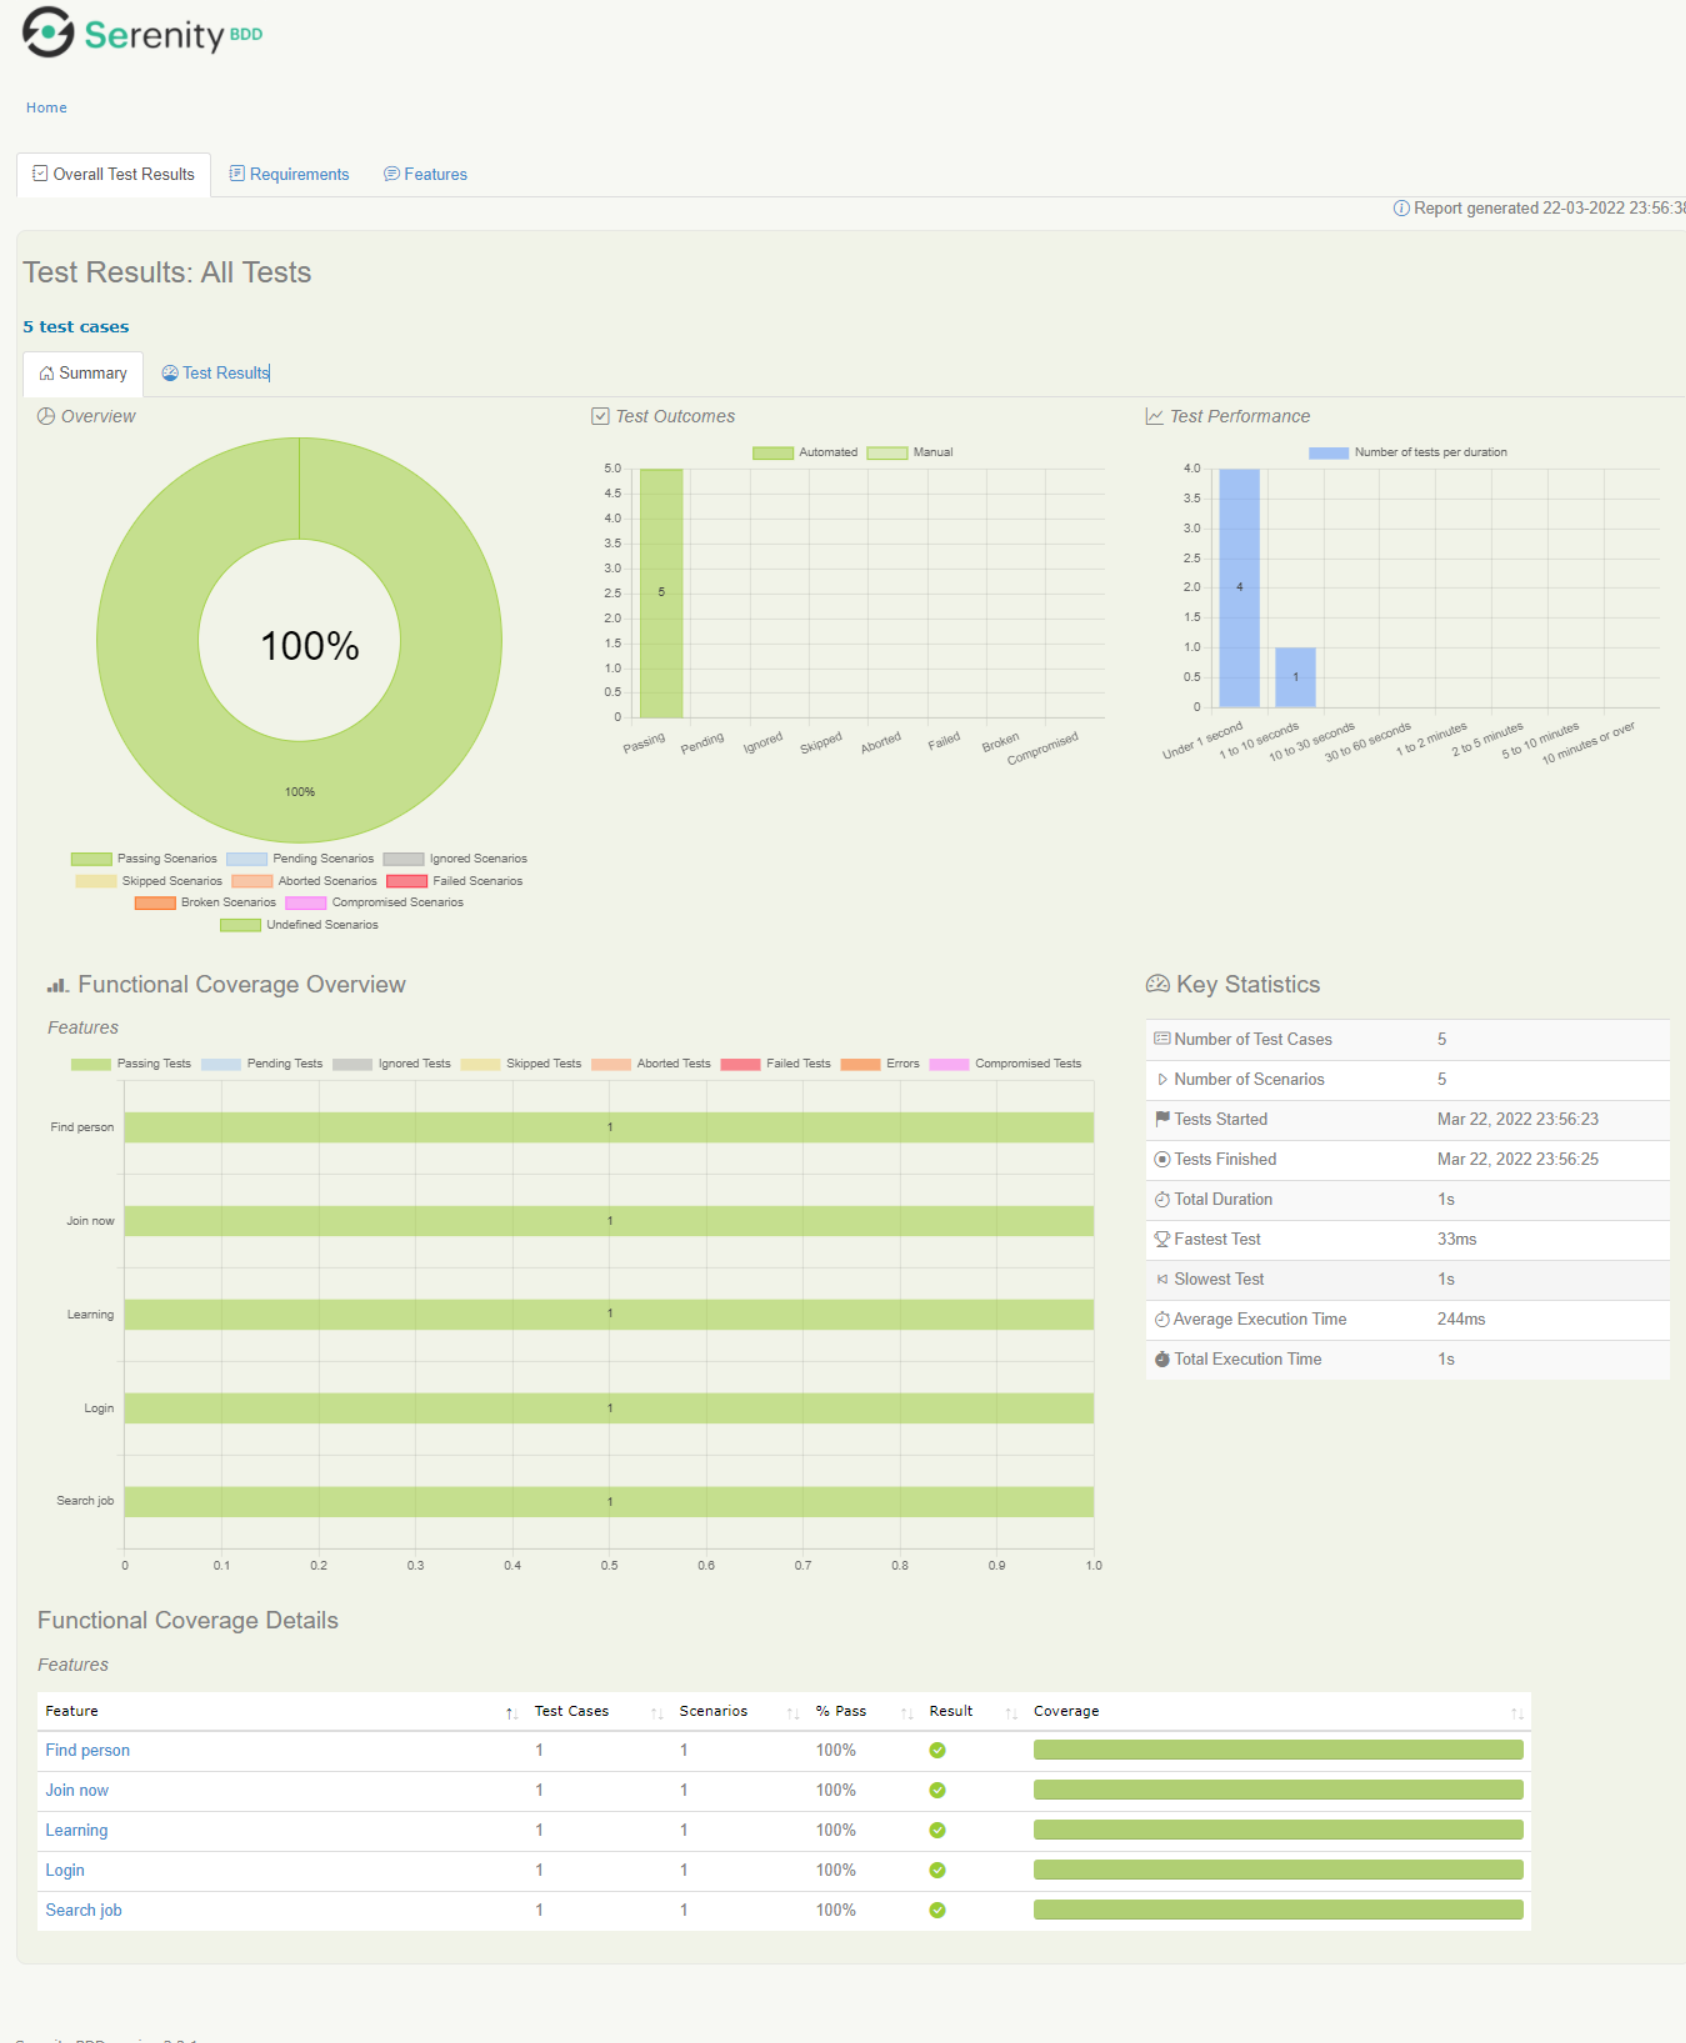 Serenity BDD
Home
Overall Test Results Requirements Features
Report generated 22-03-2022 23:56:38
Test Results: All Tests
5 test cases
Summary Test Results
Overview
100%
100%
Passing Scenarios Pending Scenarios Ignored Scenarios
Skipped Scenarios Aborted Scenarios Failed Scenarios
Broken Scenarios Compromised Scenarios
Undefined Scenarios
Test Outcomes
Automated Manual
5.0
4.5
4.0
3.5
3.0
2.5
2.0
1.5
1.0
0.5
0
5
Passing Pending Ignored Skipped Aborted Failed Broken Compromised
Test Performance
Number of tests per duration
4.0
3.5
3.0
2.5
2.0
1.5
1.0
0.5
0
4
1
Under 1 second 1 to 10 seconds 10 to 30 seconds 30 to 60 seconds 1 to 2 minutes 2 to 5 minutes 5 to 10 minutes 10 minutes or over
Functional Coverage Overview
Features
Passing Tests Pending Tests Ignored Tests Skipped Tests Aborted Tests Failed Tests Errors Compromised Tests
Find person 1
Join now 1
Learning 1
Login 1
Search job 1
0 0.1 0.2 0.3 0.4 0.5 0.6 0.7 0.8 0.9 1.0
Key Statistics
Number of Test Cases 5
Number of Scenarios 5
Tests Started Mar 22, 2022 23:56:23
Tests Finished Mar 22, 2022 23:56:25
Total Duration 1s
Fastest Test 33ms
Slowest Test 1s
Average Execution Time 244ms
Total Execution Time 1s
Functional Coverage Details
Features
Feature Test Cases Scenarios % Pass Result Coverage
Find person 1 1 100%
Join now 1 1 100%
Learning 1 1 100%
Login 1 1 100%
Search job 1 1 100%